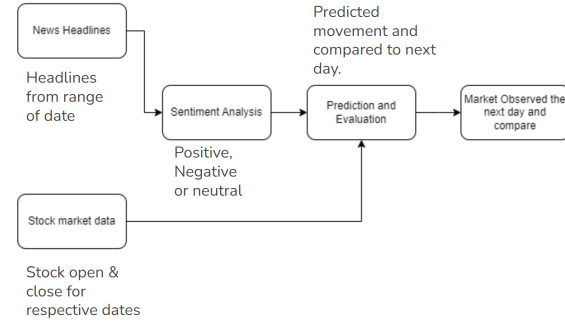 News Headlines
Headlines
from range
of date
Sentiment Analysis
Positive,
Negative
or neutral
Predicted
movement and
compared to next
day.
Prediction and
Evaluation
Market Observed the
next day and
compare
Stock market data
Stock open &
close for
respective dates